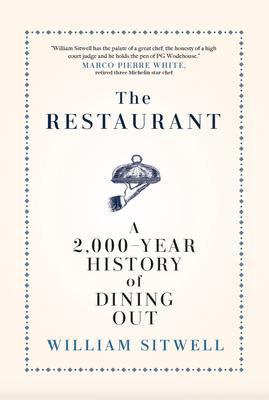 "William Sitwell has the palate of a great chef, the honesty of a high
court judge and he holds the pen of PG Wodehouse."
MARCO PIERRE WHITE,
retired three Michelin star chef
The
RESTAURANT
A
2,000-YEAR
HISTORY of
DINING
OUT
WILLIAM SITWELL